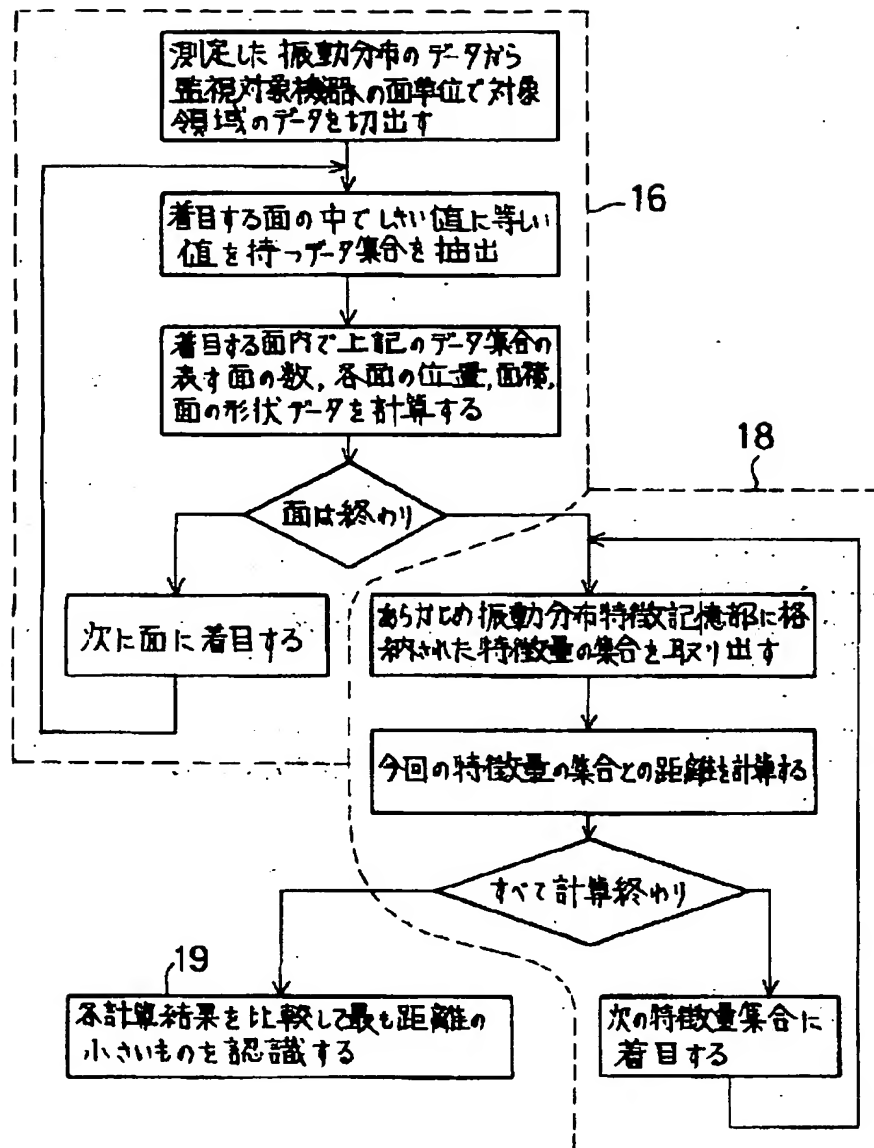 測定した振動分布のデータから
監視対象機器への面単位で対象
領域のデータを切出す
着目する面の中でしきい値に等しい
値を持つデータ集合を抽出
16
着目する面内で上記のデータ集合の
表す面の数,各面の位置,面積,
面の形状データを計算する
18
面は終わり
次に面に着目する
あらかじめ振動分布特徴記憶部に格
納された特徴量の集合を取り出す
今回の特徴量の集合との距離を計算する
すべて計算終わり
19
各計算結果を比較して最も距離の
小さいものを認識する
次の特徴量集合に
着目する